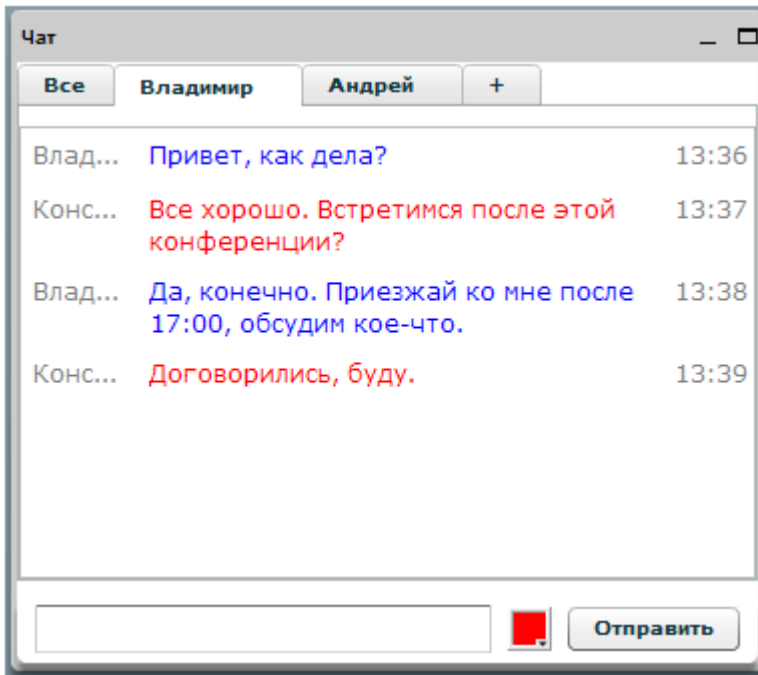 Чат
Все Владимир Андрей +
Влад... Привет, как дела? 13:36
Конс... Все хорошо. Встретимся после этой 13:37
конференции?
Влад... Да, конечно. Приезжай ко мне после 13:38
17:00, обсудим кое-что.
Конс... Договорились, буду. 13:39
Отправить